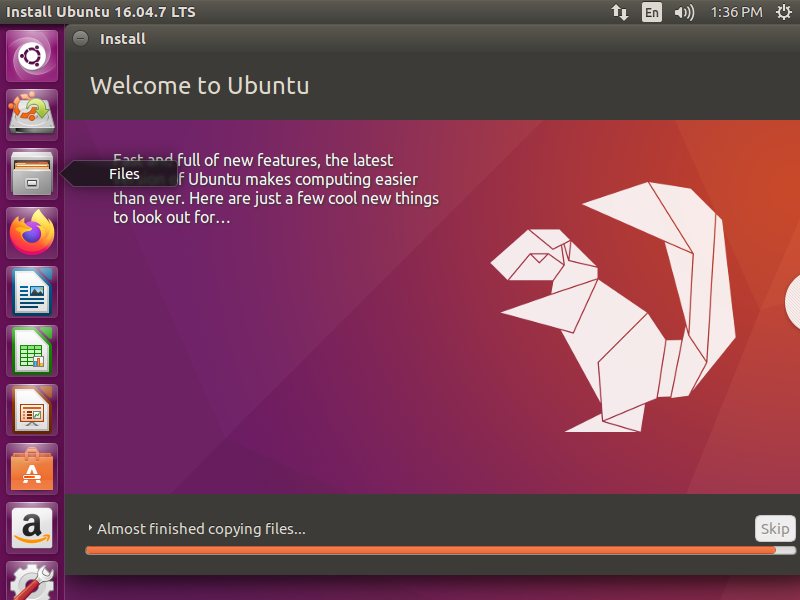 Install Ubuntu 16.04.7 LTS
En
1:36 PM
Install
Welcome to Ubuntu
Fast and full of new features, the latest
Files
of Ubuntu makes computing easier
than ever. Here are just a few cool new things
to look out for...
Almost finished copying files...
Skip